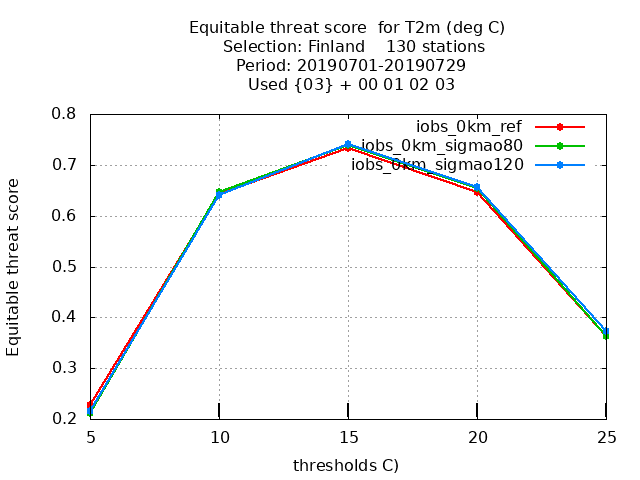 Equitable threat score  for T2m (deg C)
Selection: Finland    130 stations
Period: 20190701-20190729
Used {03} + 00 01 02 03
iobs_0km_ref
iobs_0km_sigmao80
iobs_0km_sigmao120
Equitable threat score
0.8
0.7
0.6
0.5
0.4
0.3
0.2
5 10 15 20 25
thresholds C)